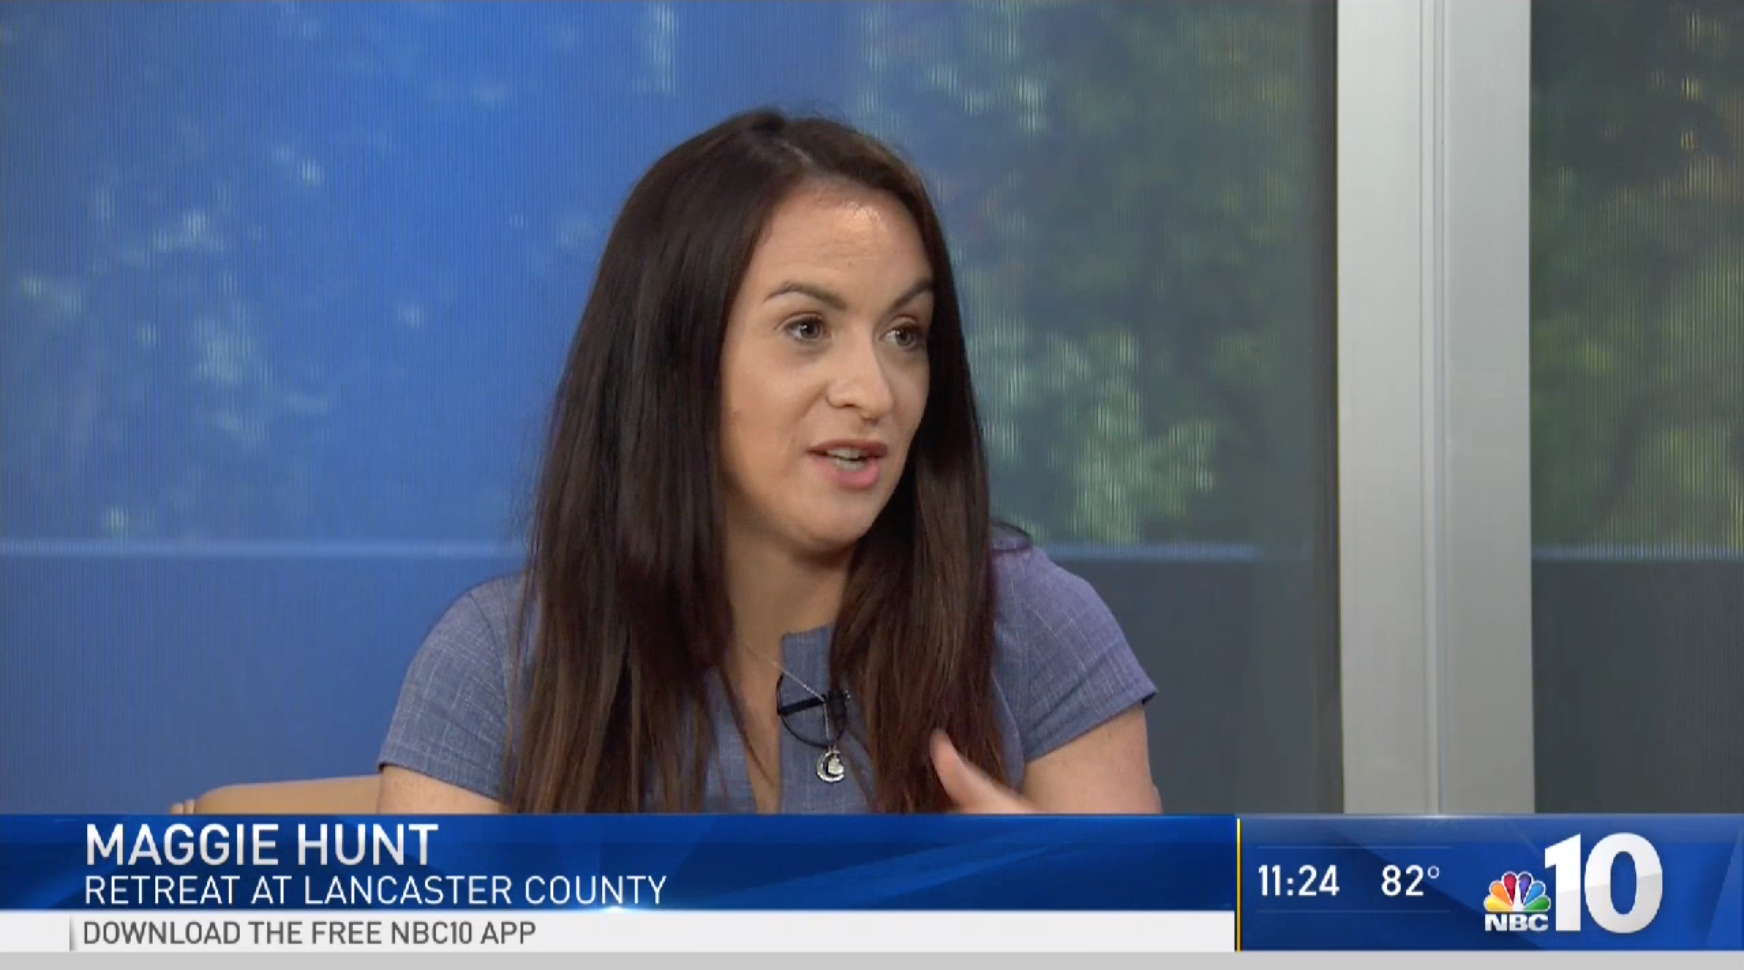 MAGGIE HUNT
RETREAT AT LANCASTER COUNTY
DOWNLOAD THE FREE NBC10 APP
11:24 82°
NBC 10